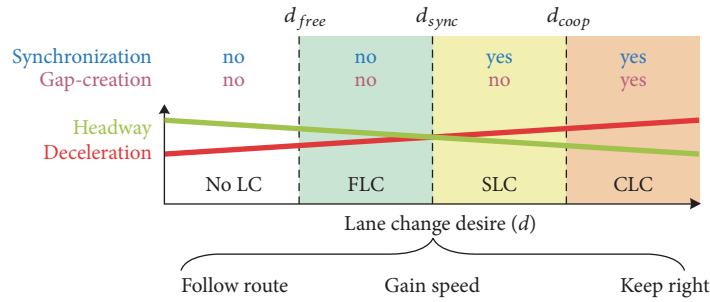 d_free d_sync d_coop
Synchronization no no yes yes
Gap-creation no no no yes
Headway
Deceleration
No LC FLC SLC CLC
Lane change desire (d)
Follow route Gain speed Keep right